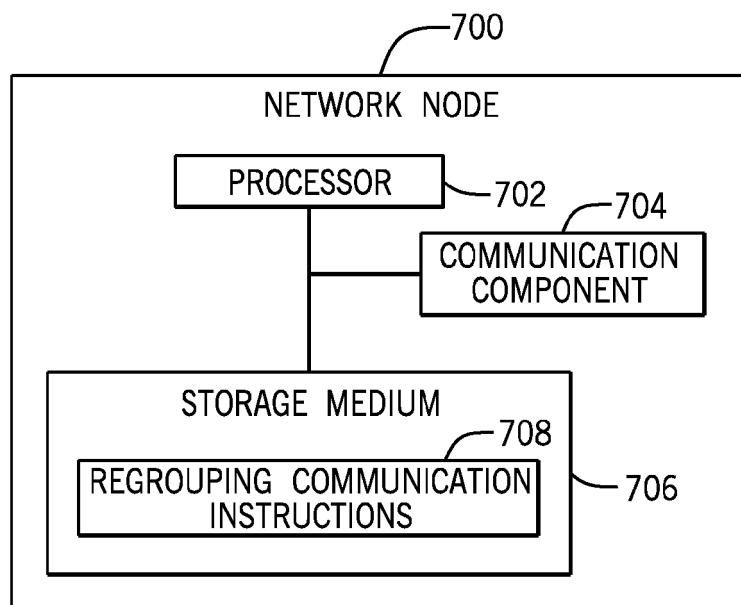 700
NETWORK NODE
PROCESSOR
702
704
COMMUNICATION
COMPONENT
STORAGE MEDIUM
708
REGROUPING COMMUNICATION
INSTRUCTIONS
706